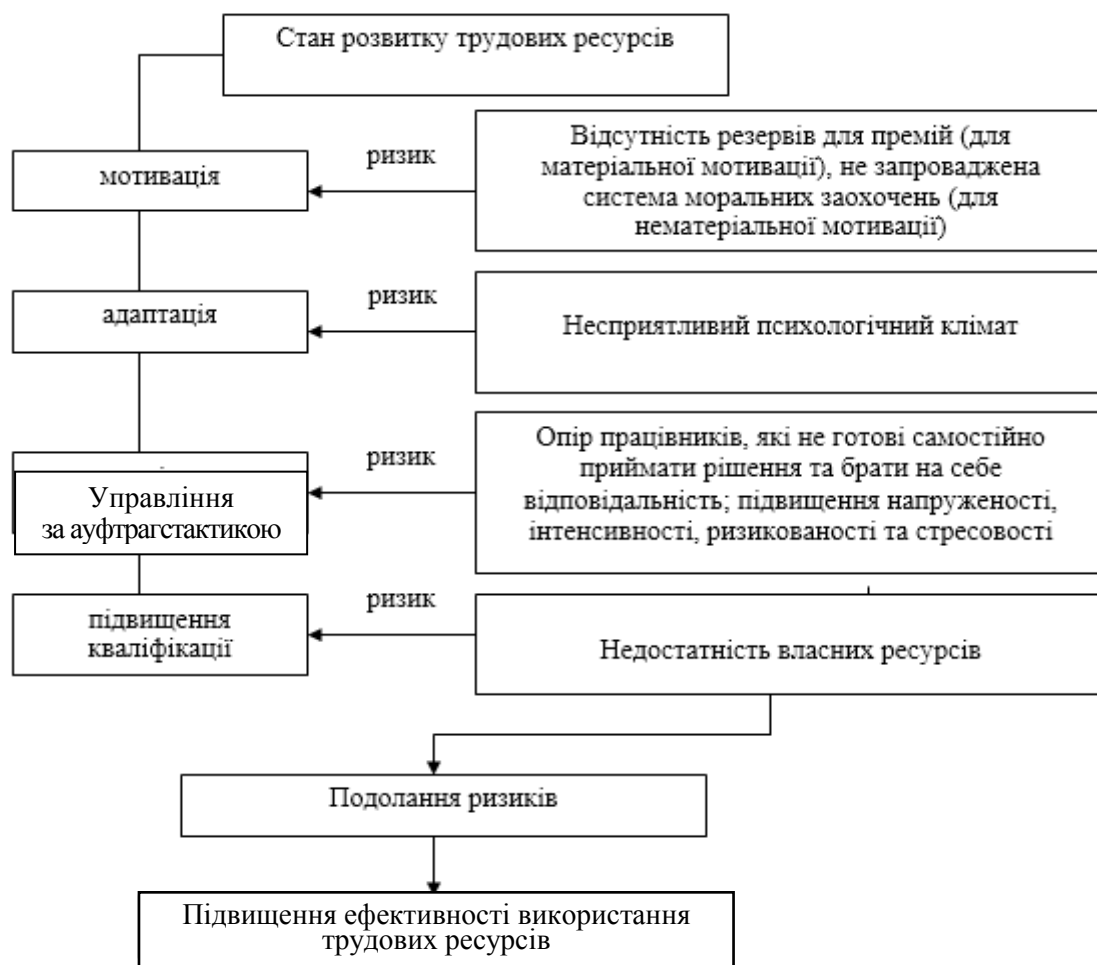 Стан розвитку трудових ресурсів
мотивація
ризик
Відсутність резервів для премій (для
матеріальної мотивації), не запроваджена
система моральних заохочень (для
нематеріальної мотивації)
адаптація
ризик
Несприятливий психологічний клімат
Управління
за ауфтрагстактикою
ризик
Опір працівників, які не готові самостійно
приймати рішення та брати на себе
відповідальність; підвищення напруженості,
інтенсивності, ризикованості та стресовості
підвищення
кваліфікації
ризик
Недостатність власних ресурсів
Подолання ризиків
Підвищення ефективності використання
трудових ресурсів